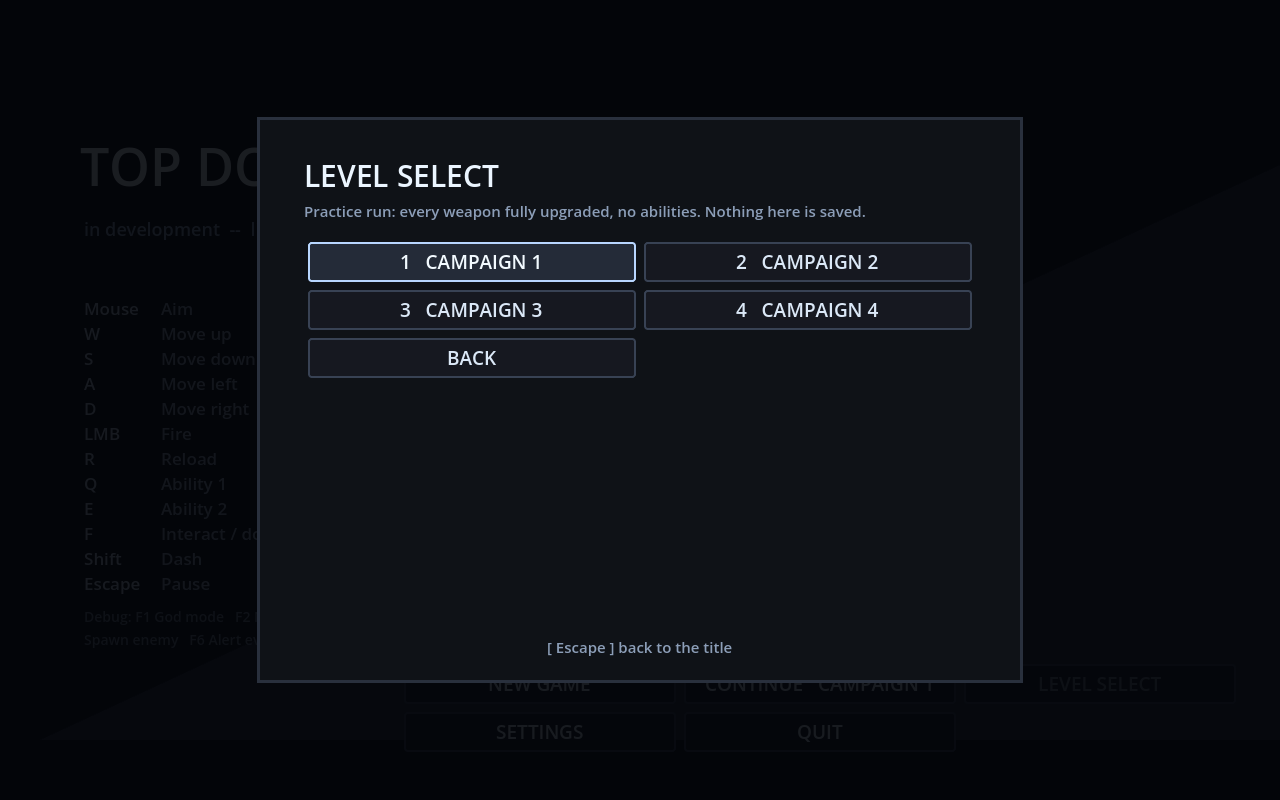 LEVEL SELECT
Practice run: every weapon fully upgraded, no abilities. Nothing here is saved.
1 CAMPAIGN 1
2 CAMPAIGN 2
3 CAMPAIGN 3
4 CAMPAIGN 4
BACK
[ Escape ] back to the title
TOP
in development --
Mouse Aim
W Move up
S Move down
A Move left
D Move right
LMB Fire
R Reload
Q Ability 1
E Ability 2
F Interact /
Shift Dash
Escape Pause
Debug: F1 God mode F2
Spawn enemy F6 Alert
NEW GAME
CONTINUE CAMPAIGN 1
LEVEL SELECT
SETTINGS
QUIT